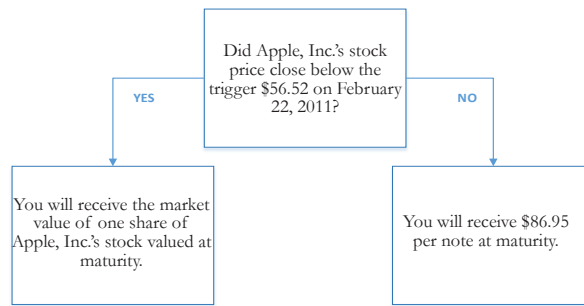 Did Apple, Inc.'s stock
price close below the
trigger $56.52 on February
22, 2011?
YES
NO
You will receive the market
value of one share of
Apple, Inc.'s stock valued at
maturity.
You will receive $86.95
per note at maturity.